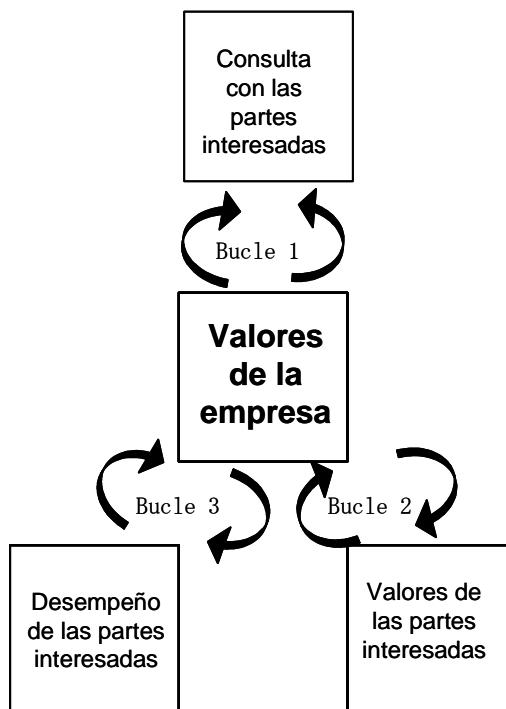 Consulta
con las
partes
interesadas
Bucle 1
Valores
de la
empresa
Bucle 3
Bucle 2
Desempeño
de las partes
interesadas
Valores de
las partes
interesadas